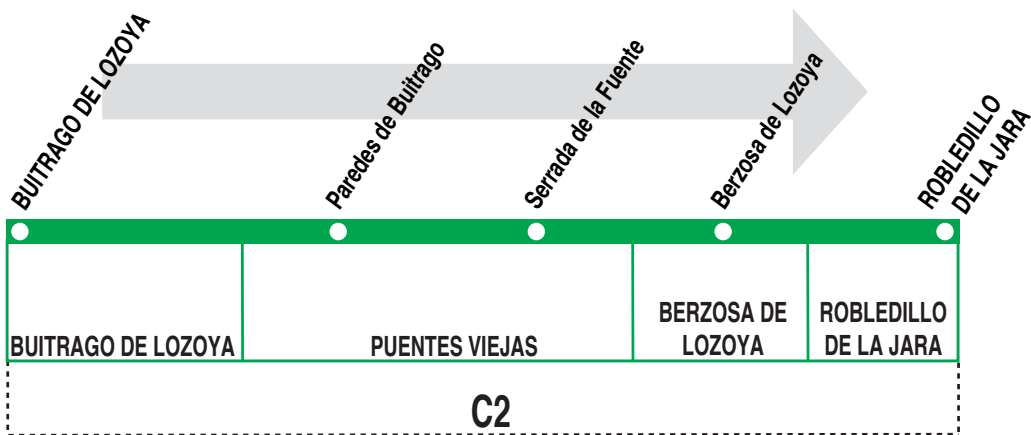 BUITRAGO DE LOZOYA
Paredes de Buitrago
Serrada de la Fuente
Berzosa de Lozoya
ROBLEDILLO
DE LA JARA
BUITRAGO DE LOZOYA
PUENTES VIEJAS
BERZOSA DE
LOZOYA
ROBLEDILLO
DE LA JARA
C2